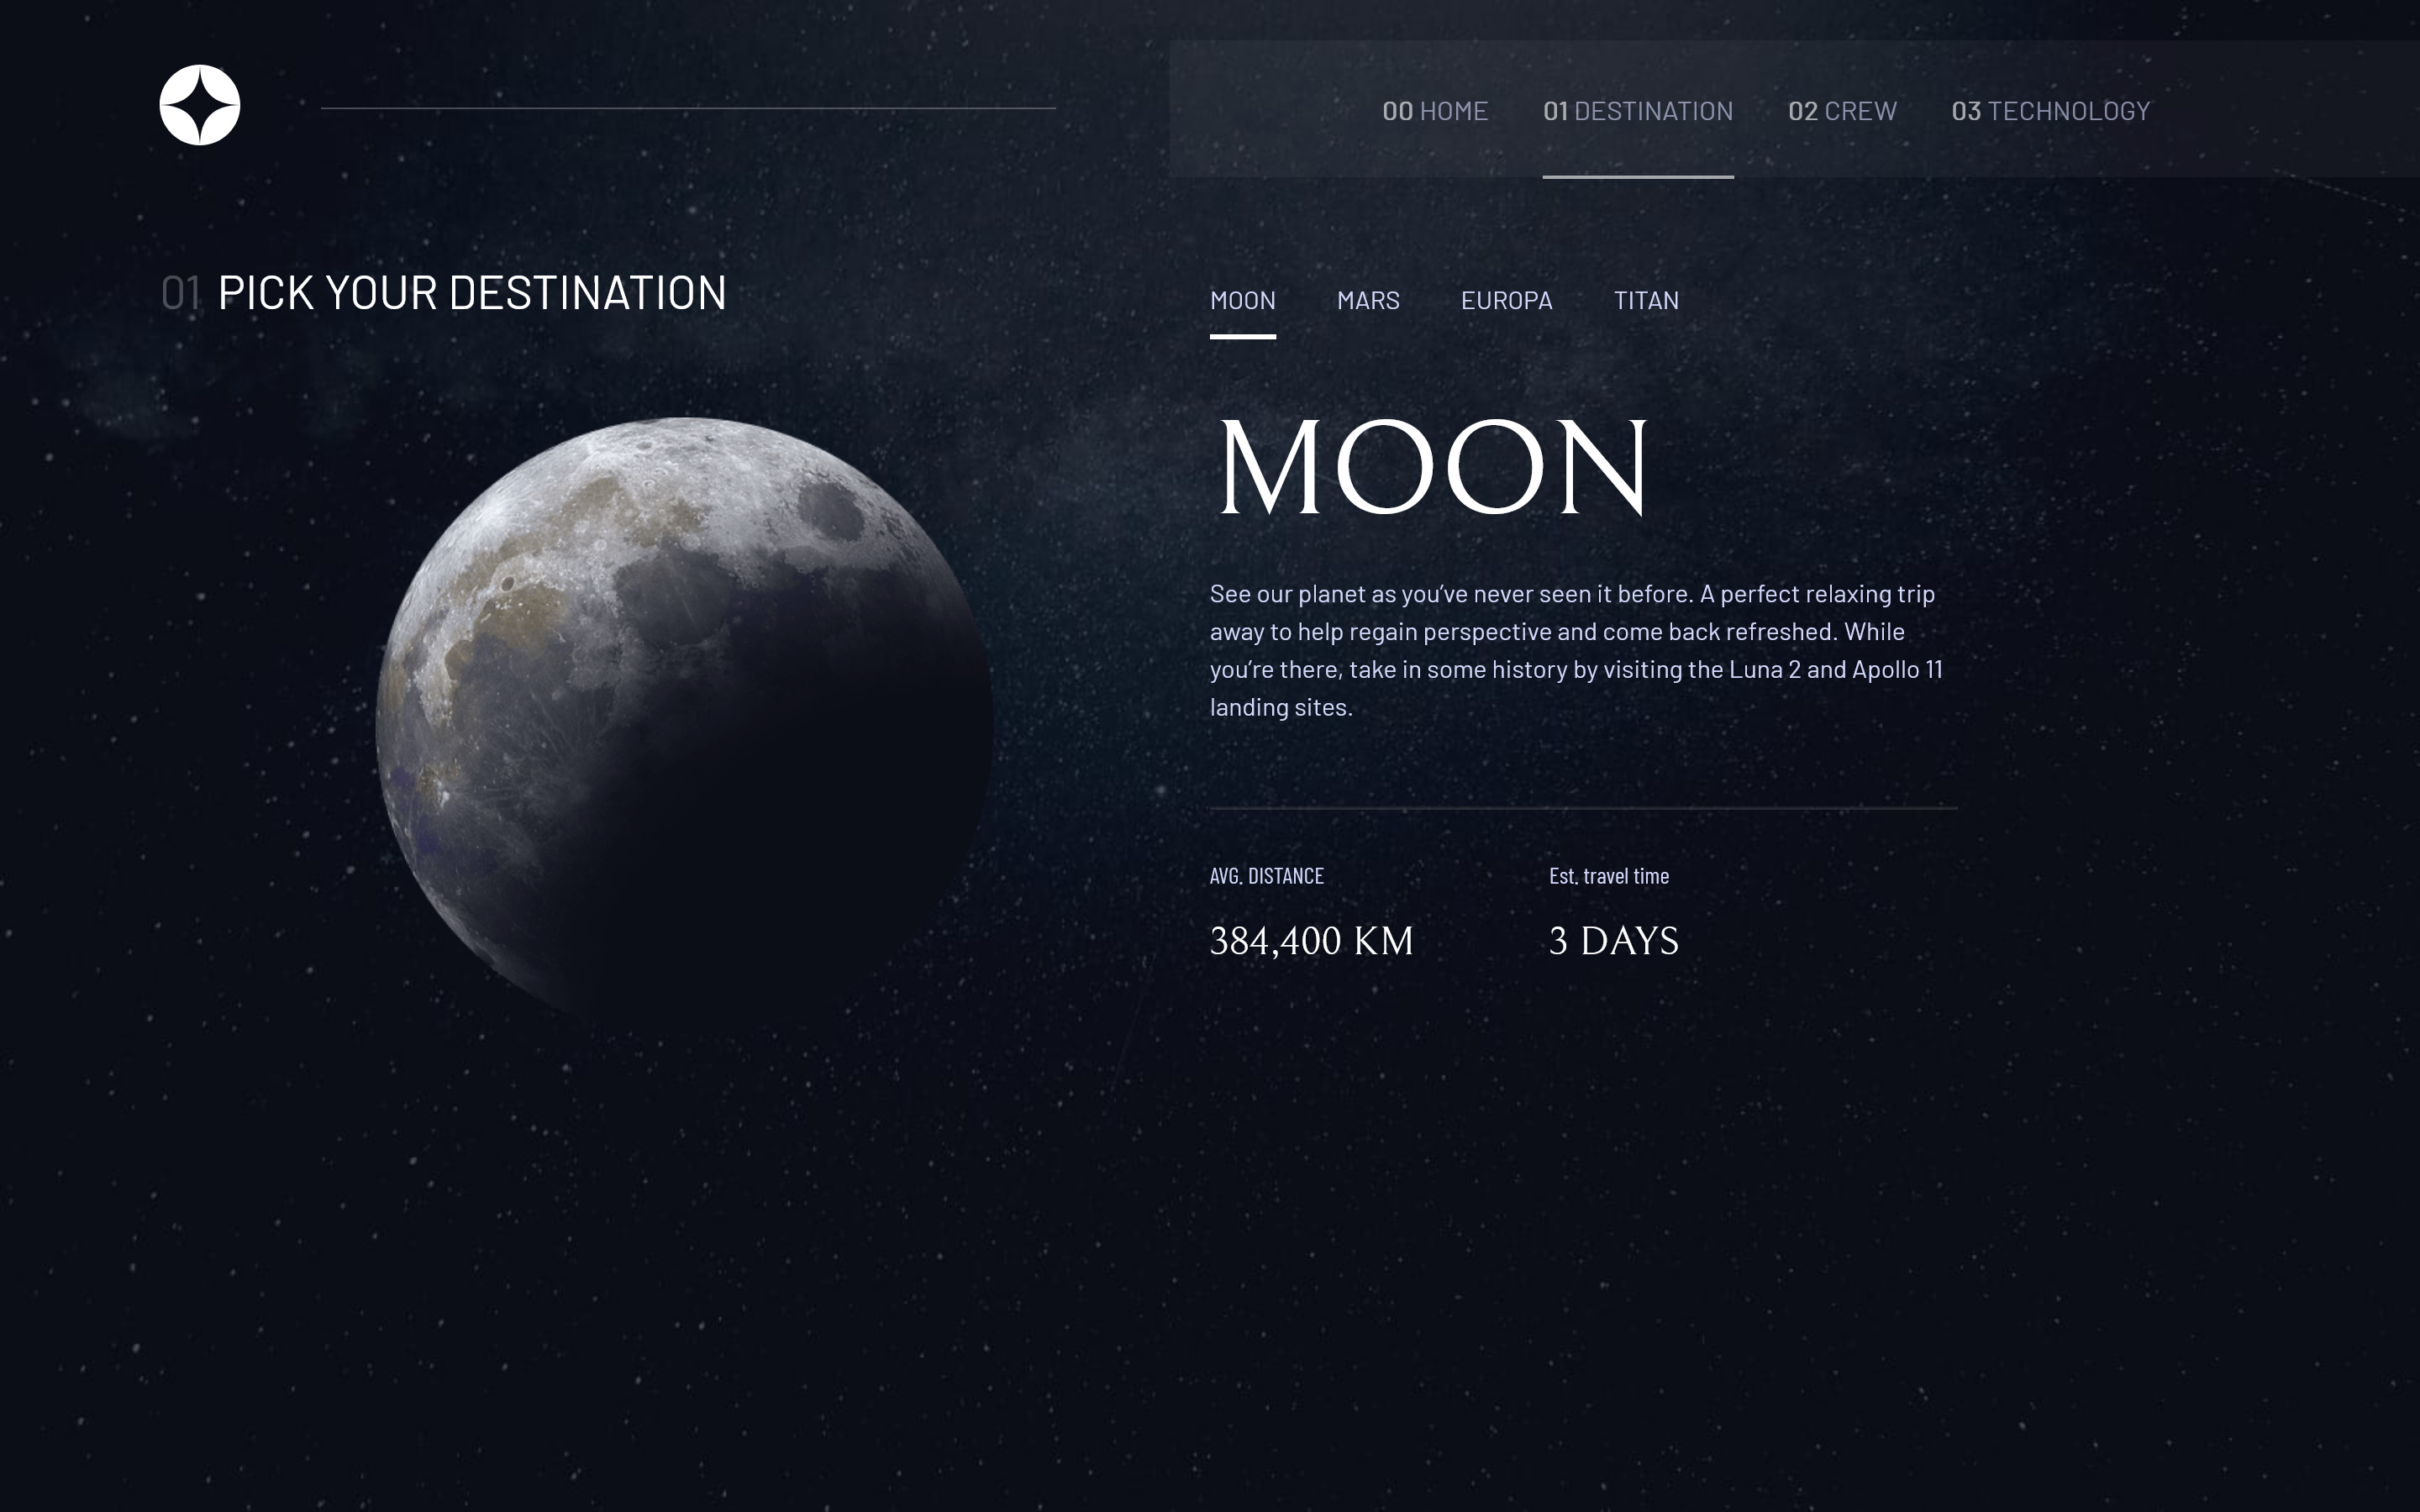 00 HOME 01 DESTINATION 02 CREW 03 TECHNOLOGY
01 PICK YOUR DESTINATION
MOON MARS EUROPA TITAN
MOON
See our planet as you’ve never seen it before. A perfect relaxing trip
away to help regain perspective and come back refreshed. While
you’re there, take in some history by visiting the Luna 2 and Apollo 11
landing sites.
AVG. DISTANCE Est. travel time
384,400 KM 3 DAYS